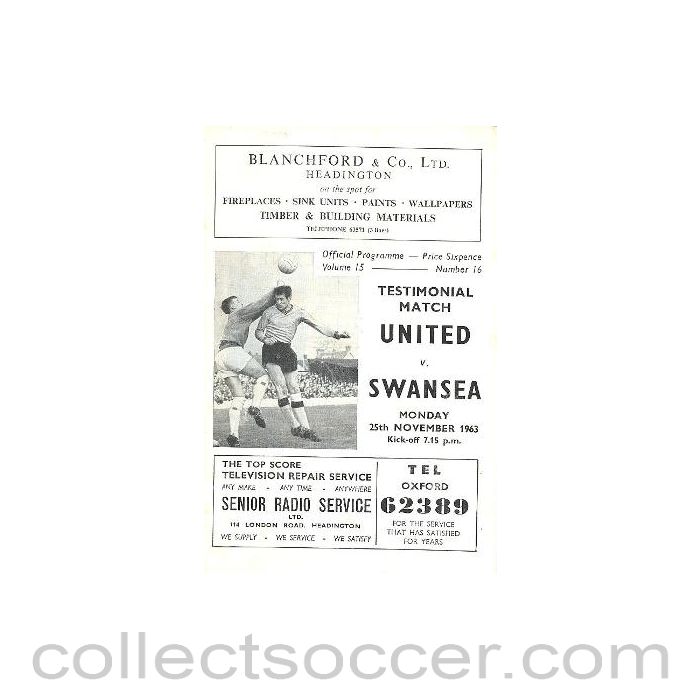 BLANCHFORD & Co., LTD.
HEADINGTON
on the spot for
FIREPLACES · SINK UNITS · PAINTS · WALLPAPERS
TIMBER & BUILDING MATERIALS
TELEPHONE (3 lines)
Official Programme — Price Sixpence
Volume 15 ——— Number 16
TESTIMONIAL
MATCH
UNITED
v.
SWANSEA
MONDAY
25th NOVEMBER 1963
Kick-off 7.15 p.m.
THE TOP SCORE
TELEVISION REPAIR SERVICE
ANY MAKE - ANY TIME - ANYWHERE
SENIOR RADIO SERVICE
LTD.
114 LONDON ROAD, HEADINGTON
WE SUPPLY - WE SERVICE - WE SATISFY
TEL
OXFORD
62389
FOR THE SERVICE
THAT HAS SATISFIED
FOR YEARS
collectsoccer.com